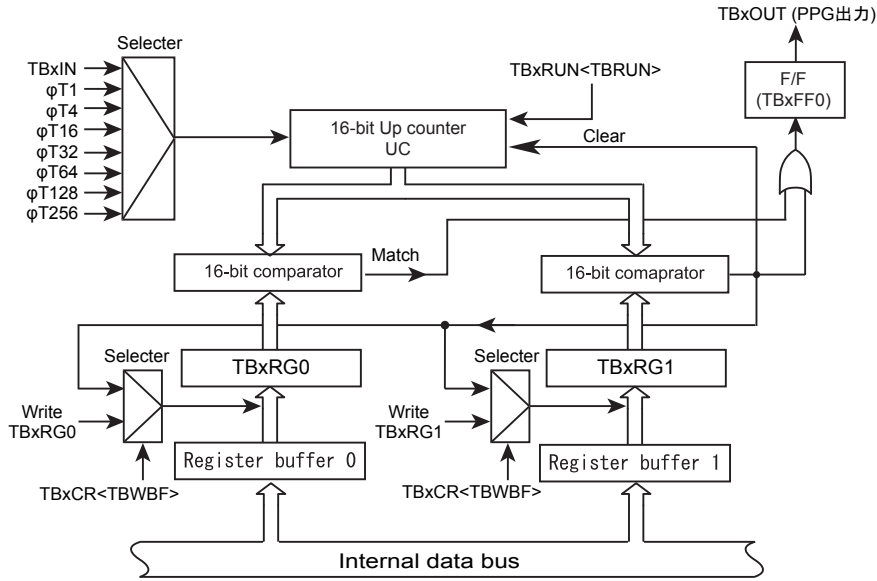 TBxOUT (PPG出力)
Selecter
TBxIN
φT1
φT4
φT16
φT32
φT64
φT128
φT256
TBxRUN<TBRUN>
F/F
(TBxFF0)
16-bit Up counter
UC
Clear
16-bit comparator
Match
16-bit comaprator
Selecter
TBxRG0
Selecter
TBxRG1
Write
TBxRG0
Write
TBxRG1
Register buffer 0
Register buffer 1
TBxCR<TBWBF>
TBxCR<TBWBF>
Internal data bus